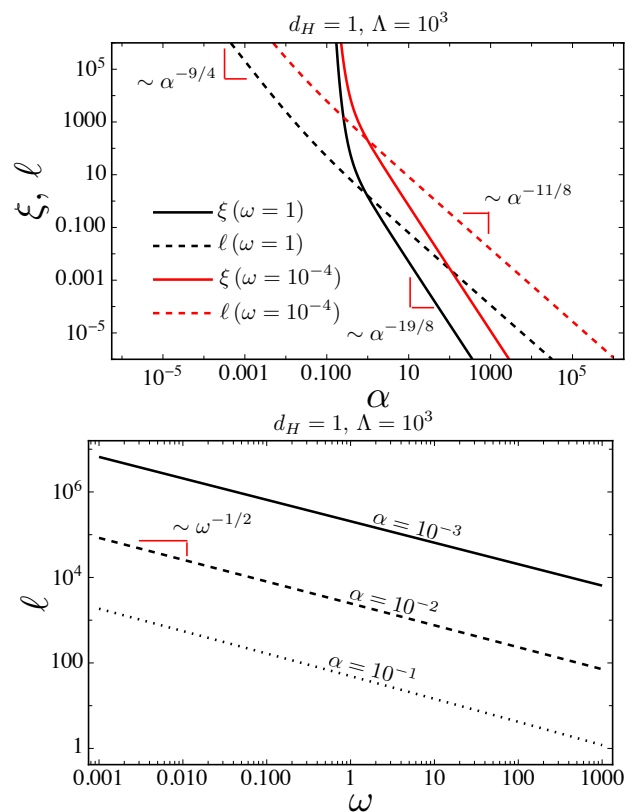 d_H = 1, Λ = 10^3
10^5
1000
10
0.100
0.001
10^{-5}
ξ, ℓ
∼ α^{-9/4}
∼ α^{-11/8}
∼ α^{-19/8}
ξ (ω = 1)
ℓ (ω = 1)
ξ (ω = 10^{-4})
ℓ (ω = 10^{-4})
10^{-5} 0.001 0.100 10 1000 10^5
α
d_H = 1, Λ = 10^3
10^6
10^4
100
1
ℓ
∼ ω^{-1/2}
α = 10^{-3}
α = 10^{-2}
α = 10^{-1}
0.001 0.010 0.100 1 10 100 1000
ω